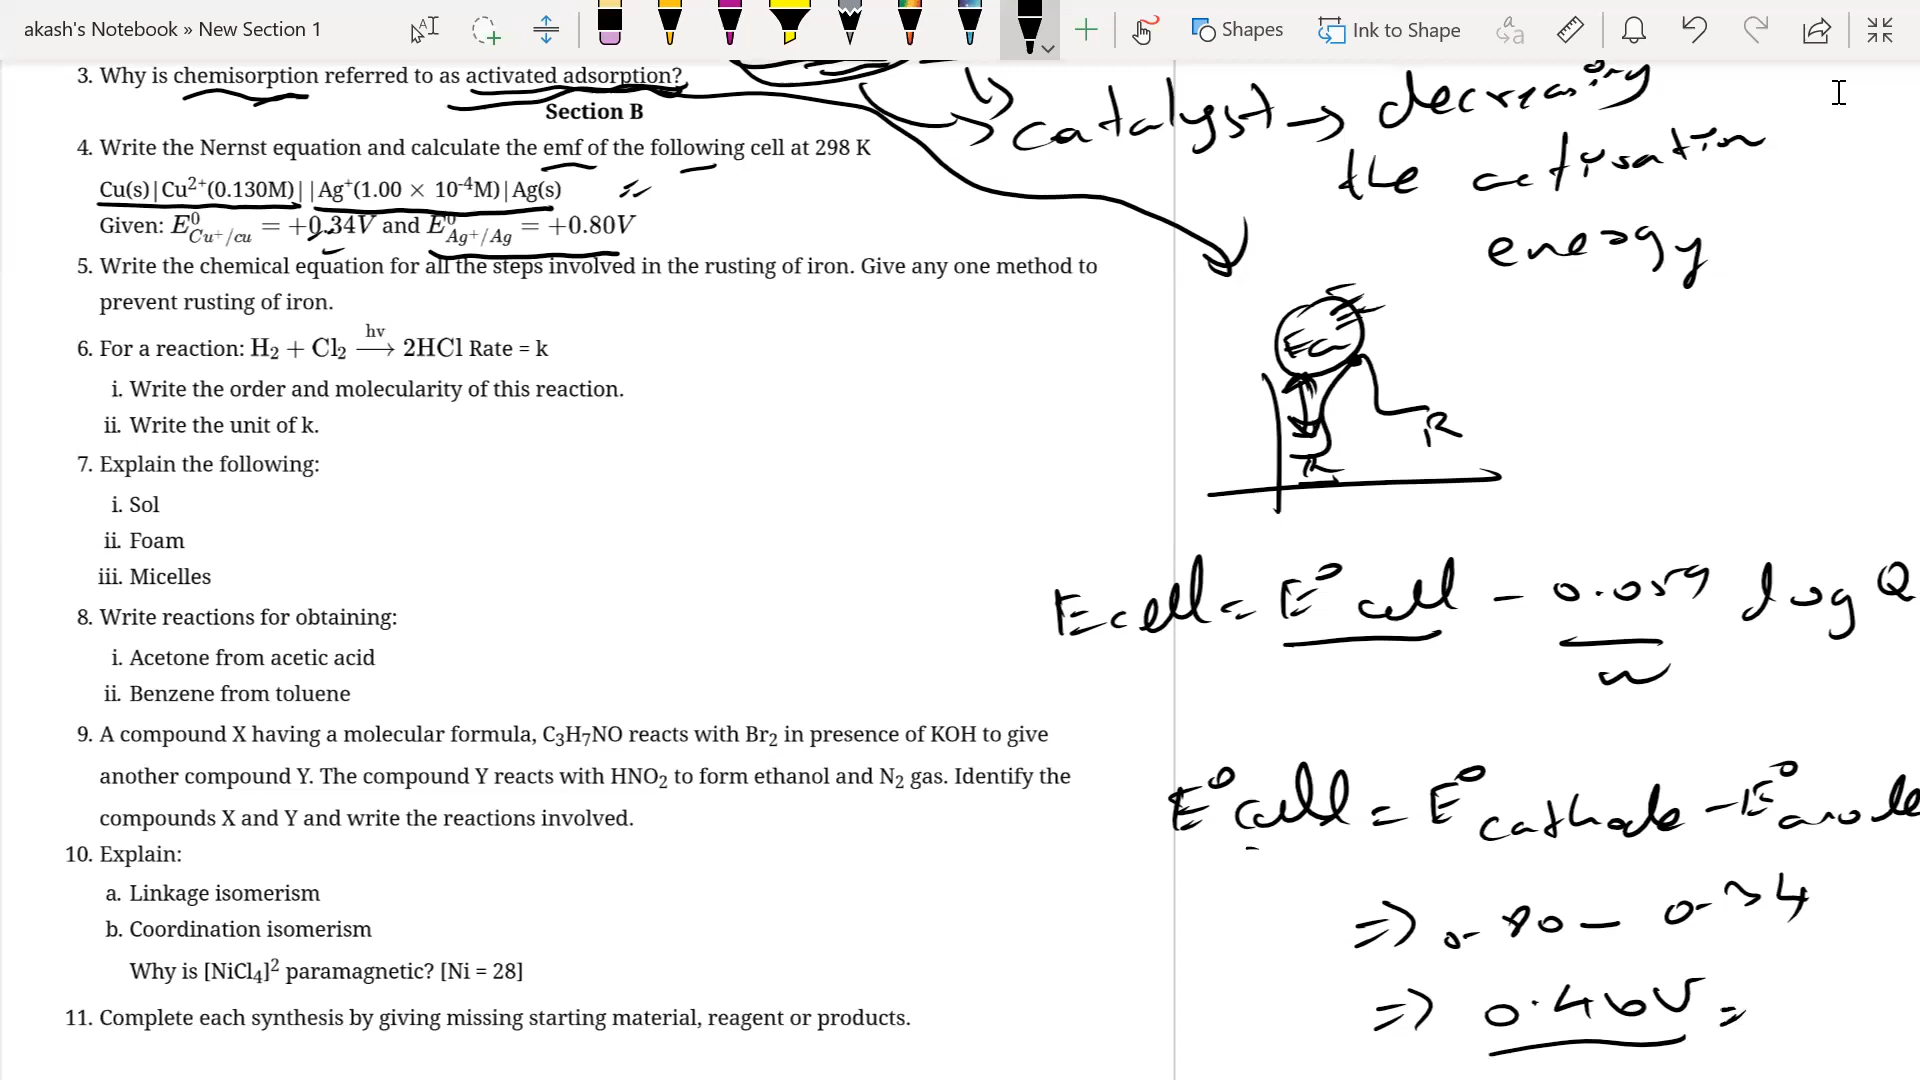 akash's Notebook » New Section 1
Shapes
Ink to Shape
3. Why is chemisorption referred to as activated adsorption?
Section B
4. Write the Nernst equation and calculate the emf of the following cell at 298 K
Cu(s)|Cu²⁺(0.130M)||Ag⁺(1.00 × 10⁻⁴M)|Ag(s)
Given: E⁰Cu⁺/cu = +0.34V and E⁰Ag⁺/Ag = +0.80V
5. Write the chemical equation for all the steps involved in the rusting of iron. Give any one method to
prevent rusting of iron.
6. For a reaction: H₂ + Cl₂ hv⟶ 2HCl Rate = k
i. Write the order and molecularity of this reaction.
ii. Write the unit of k.
7. Explain the following:
i. Sol
ii. Foam
iii. Micelles
8. Write reactions for obtaining:
i. Acetone from acetic acid
ii. Benzene from toluene
9. A compound X having a molecular formula, C₃H₇NO reacts with Br₂ in presence of KOH to give
another compound Y. The compound Y reacts with HNO₂ to form ethanol and N₂ gas. Identify the
compounds X and Y and write the reactions involved.
10. Explain:
a. Linkage isomerism
b. Coordination isomerism
Why is [NiCl₄]² paramagnetic? [Ni = 28]
11. Complete each synthesis by giving missing starting material, reagent or products.
catalyst → decreasing
the activation
energy
Ea
R
R
Ecell = E⁰cell - 0.059/n log Q
E⁰cell = E⁰cathode - E⁰anode
⇒ 0.80 - 0.34
⇒ 0.46V =